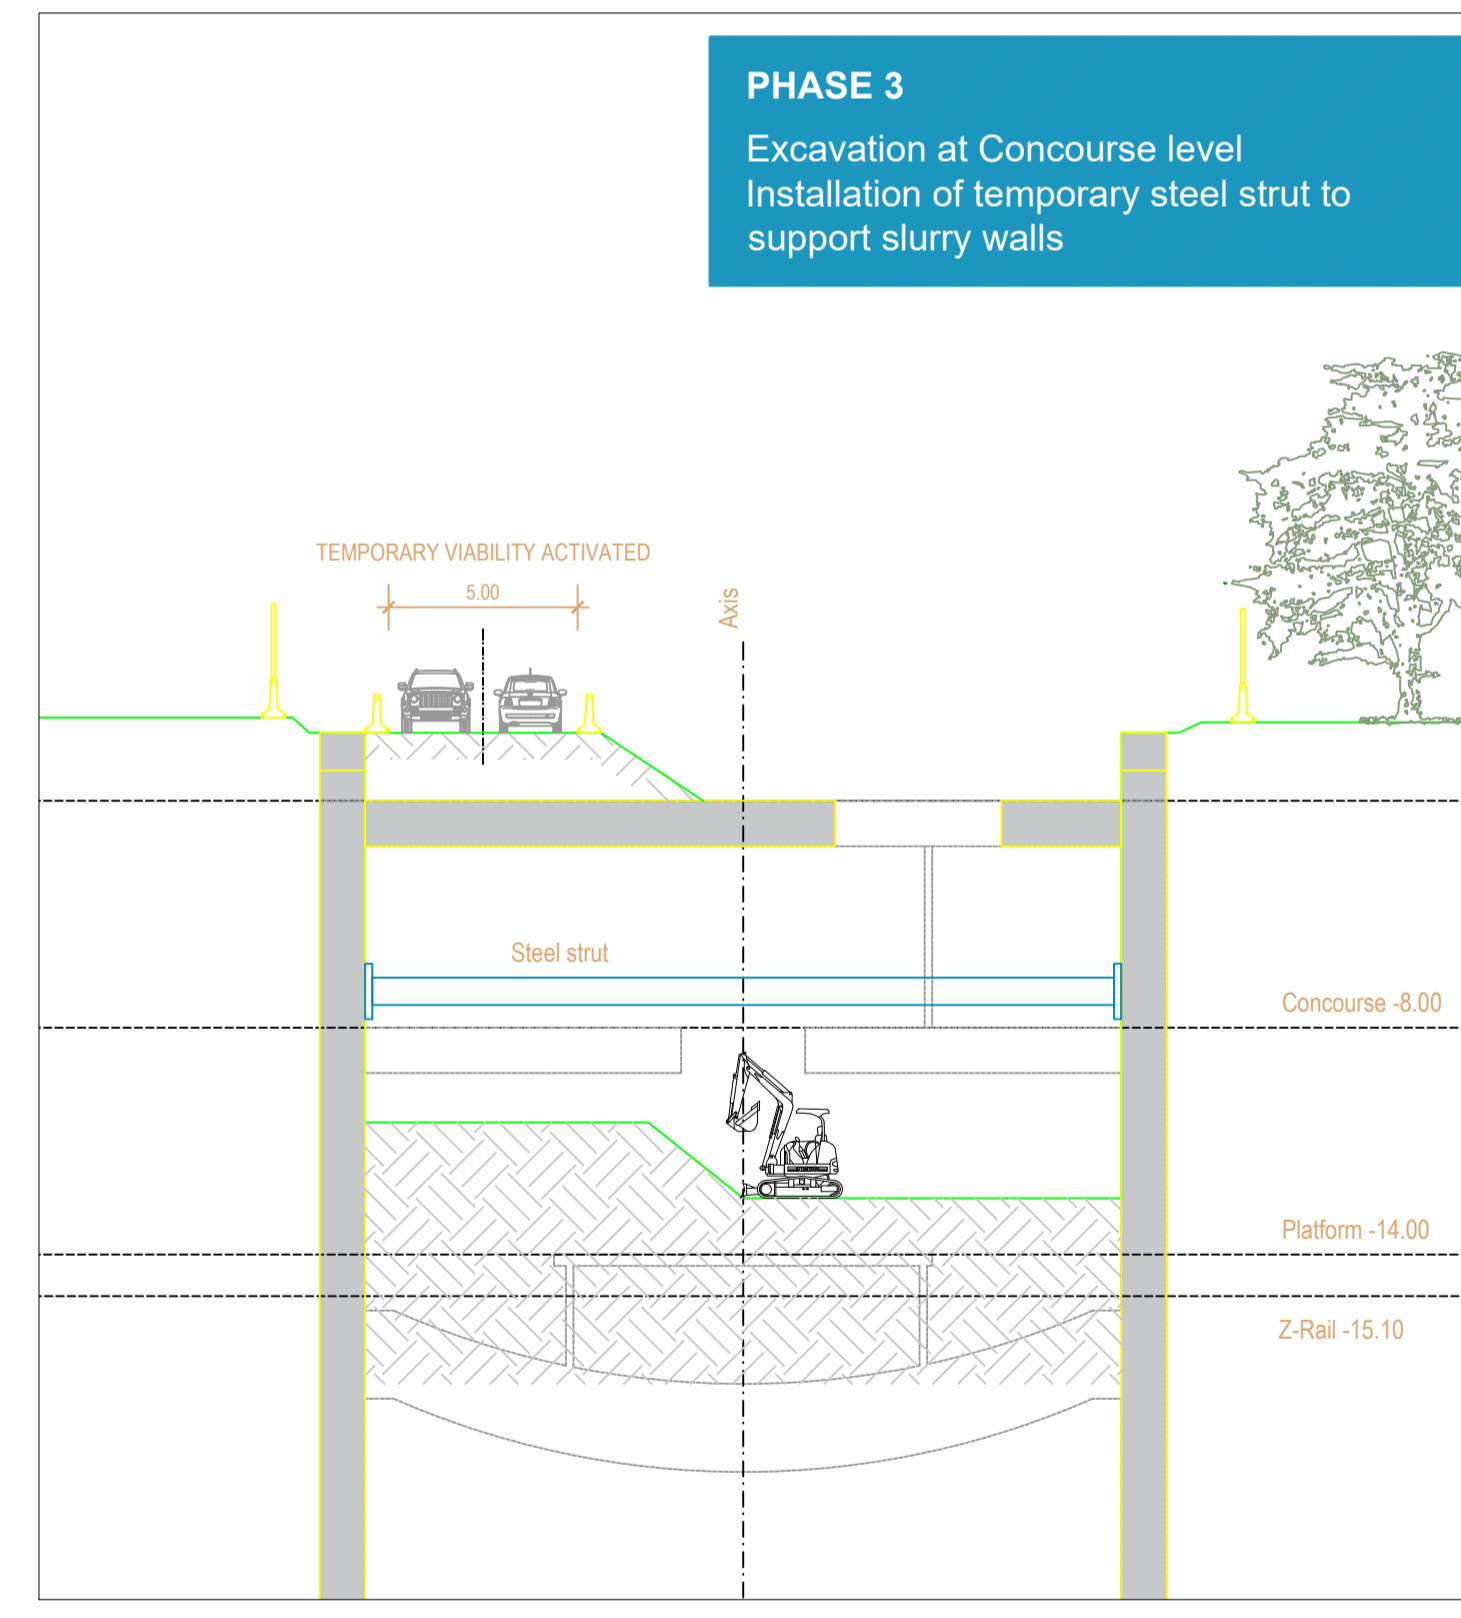 PHASE 3
Excavation at Concourse level
Installation of temporary steel strut to
support slurry walls
TEMPORARY VIABILITY ACTIVATED
5.00
Axis
Steel strut
Concourse -8.00
Platform -14.00
Z-Rail -15.10